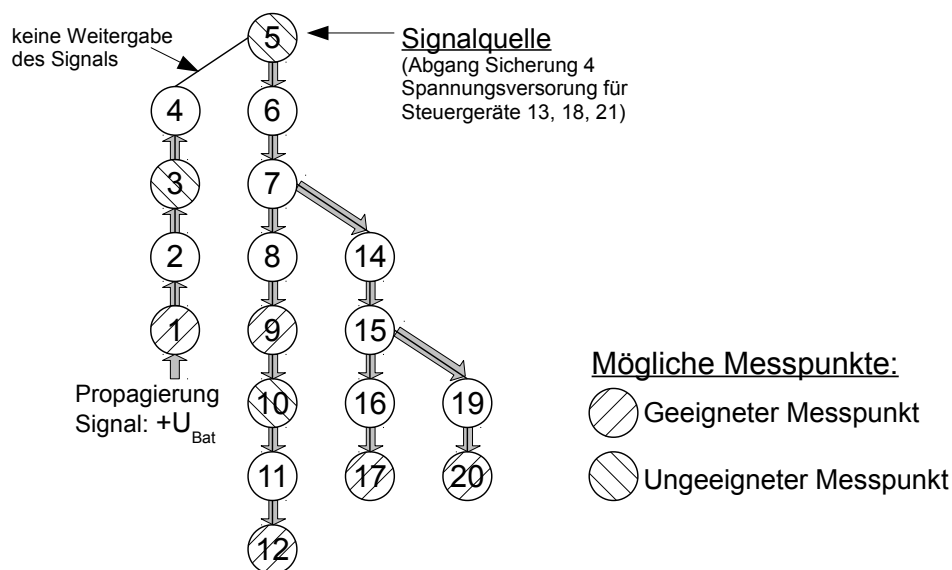 keine Weitergabe
des Signals
5
Signalquelle
(Abgang Sicherung 4
Spannungsversorung für
Steuergeräte 13, 18, 21)
4
6
3
7
2
8
14
1
9
15
Propagierung
Signal: +U_Bat
10
16
19
11
17
20
12
Mögliche Messpunkte:
Geeigneter Messpunkt
Ungeeigneter Messpunkt